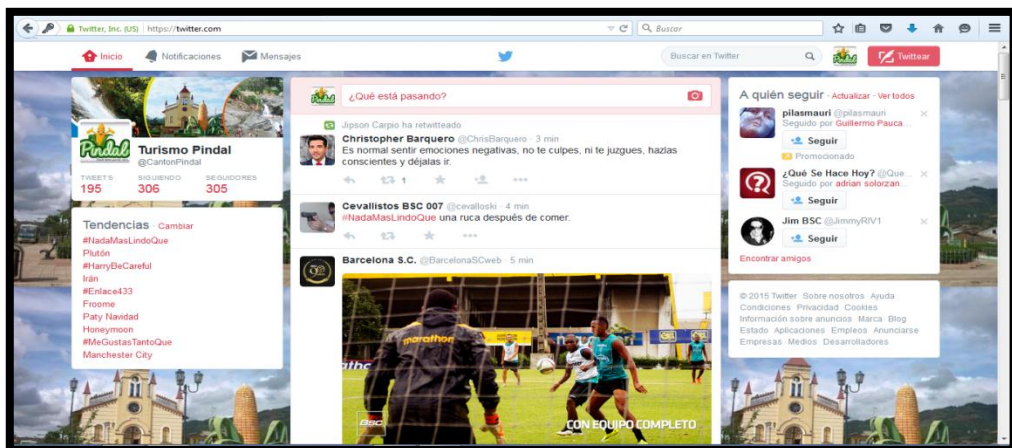 Twitter, Inc. (US) https://twitter.com
Buscar
Inicio
Notificaciones
Mensajes
Buscar en Twitter
Twittear
Pindal
Turismo Pindal
@CantonPindal
TWEETS SIGUIENDO SEGUIDORES
195 306 305
Tendencias · Cambiar
#NadaMasLindoQue
Plutón
#HarryBeCareful
Irán
#Enlace433
Froome
Paty Navidad
Honeymoon
#MeGustasTantoQue
Manchester City
¿Qué está pasando?
Jipson Carpio ha retwitteado
Christopher Barquero @ChrisBarquero · 3 min
Es normal sentir emociones negativas, no te culpes, ni te juzgues, hazlas
conscientes y déjalas ir.
1
Cevallistos BSC 007 @cevalloski · 4 min
#NadaMasLindoQue una ruca después de comer.
Barcelona S.C. @BarcelonaSCweb · 5 min
marathon
BSC
CON EQUIPO COMPLETO
A quién seguir · Actualizar · Ver todos
pilasmauri @pilasmauri
Seguido por Guillermo Pauca...
Seguir
Promocionado
¿Qué Se Hace Hoy? @Que...
Seguido por adrian solorzan...
Seguir
Jim BSC @JimmyRIV1
Seguir
Encontrar amigos
© 2015 Twitter Sobre nosotros Ayuda
Condiciones Privacidad Cookies
Información sobre anuncios Marca Blog
Estado Aplicaciones Empleos Anunciarse
Empresas Medios Desarrolladores